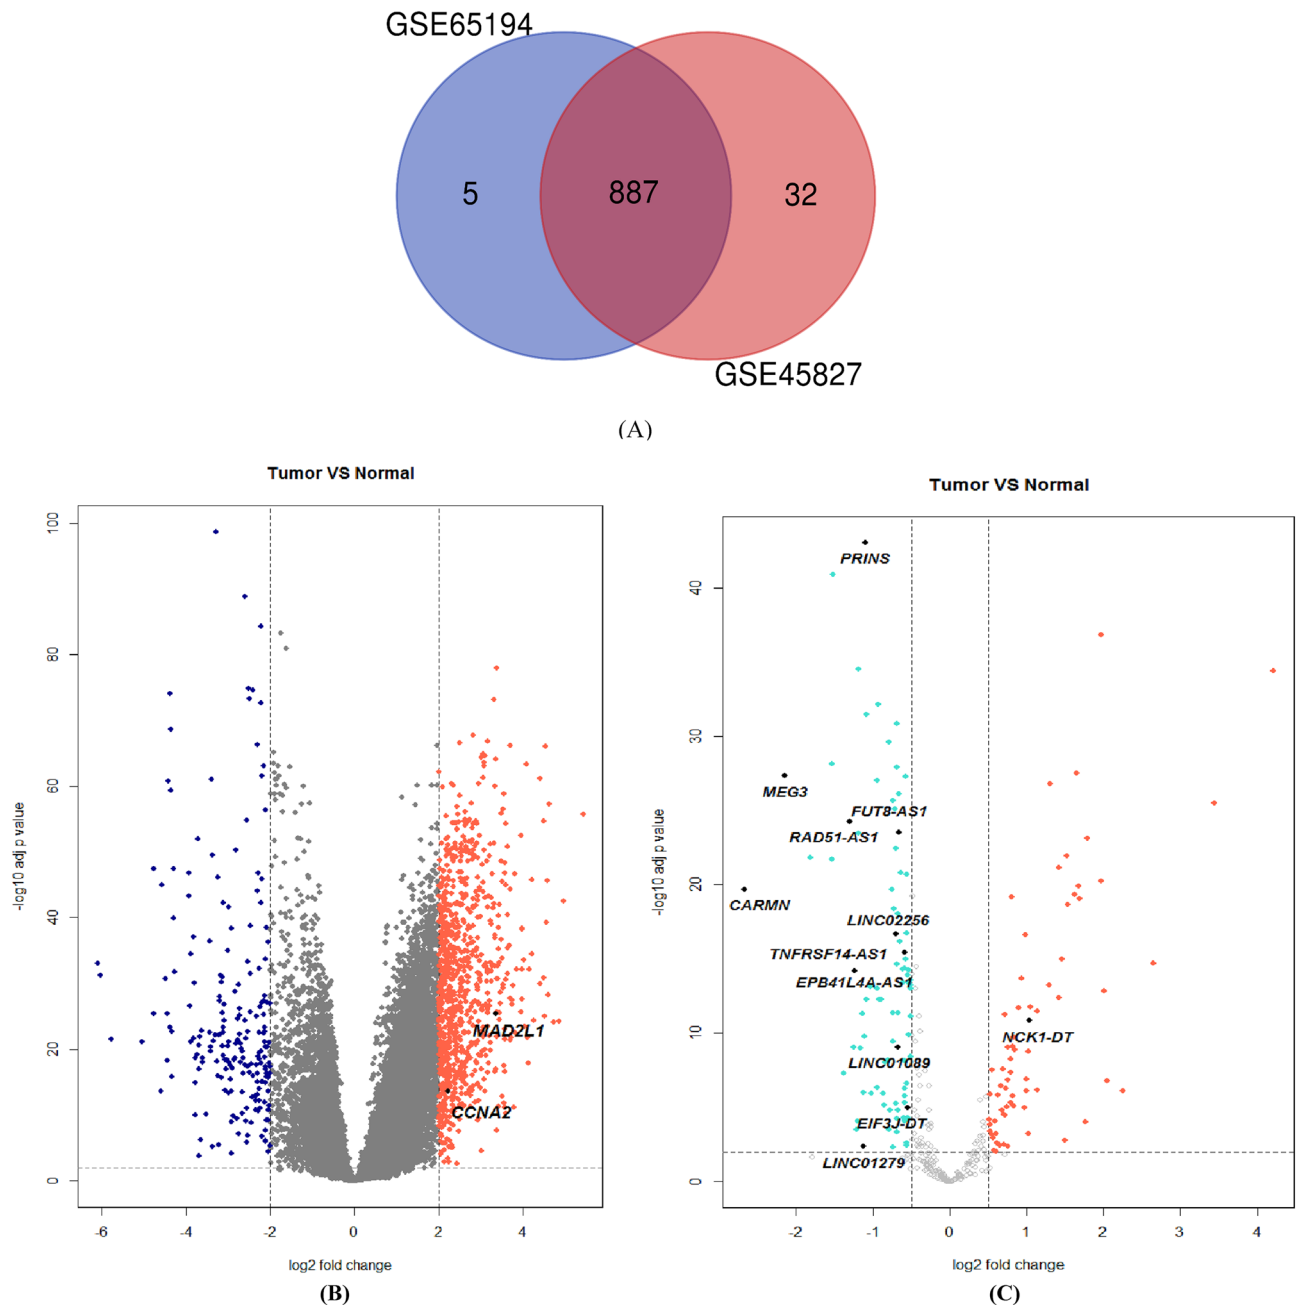 GSE65194
5
887
32
GSE45827
(A)
Tumor VS Normal
100
80
60
40
20
0
-log10 adj p value
MAD2L1
CCNA2
-6
-4
-2
0
2
4
log2 fold change
(B)
Tumor VS Normal
40
30
20
10
0
-log10 adj p value
PRINS
MEG3
FUT8-AS1
RAD51-AS1
CARMN
LINC02256
TNFRSF14-AS1
EPB41L4A-AS1
NCK1-DT
LINC01089
EIF3J-DT
LINC01279
-2
-1
0
1
2
3
4
log2 fold change
(C)